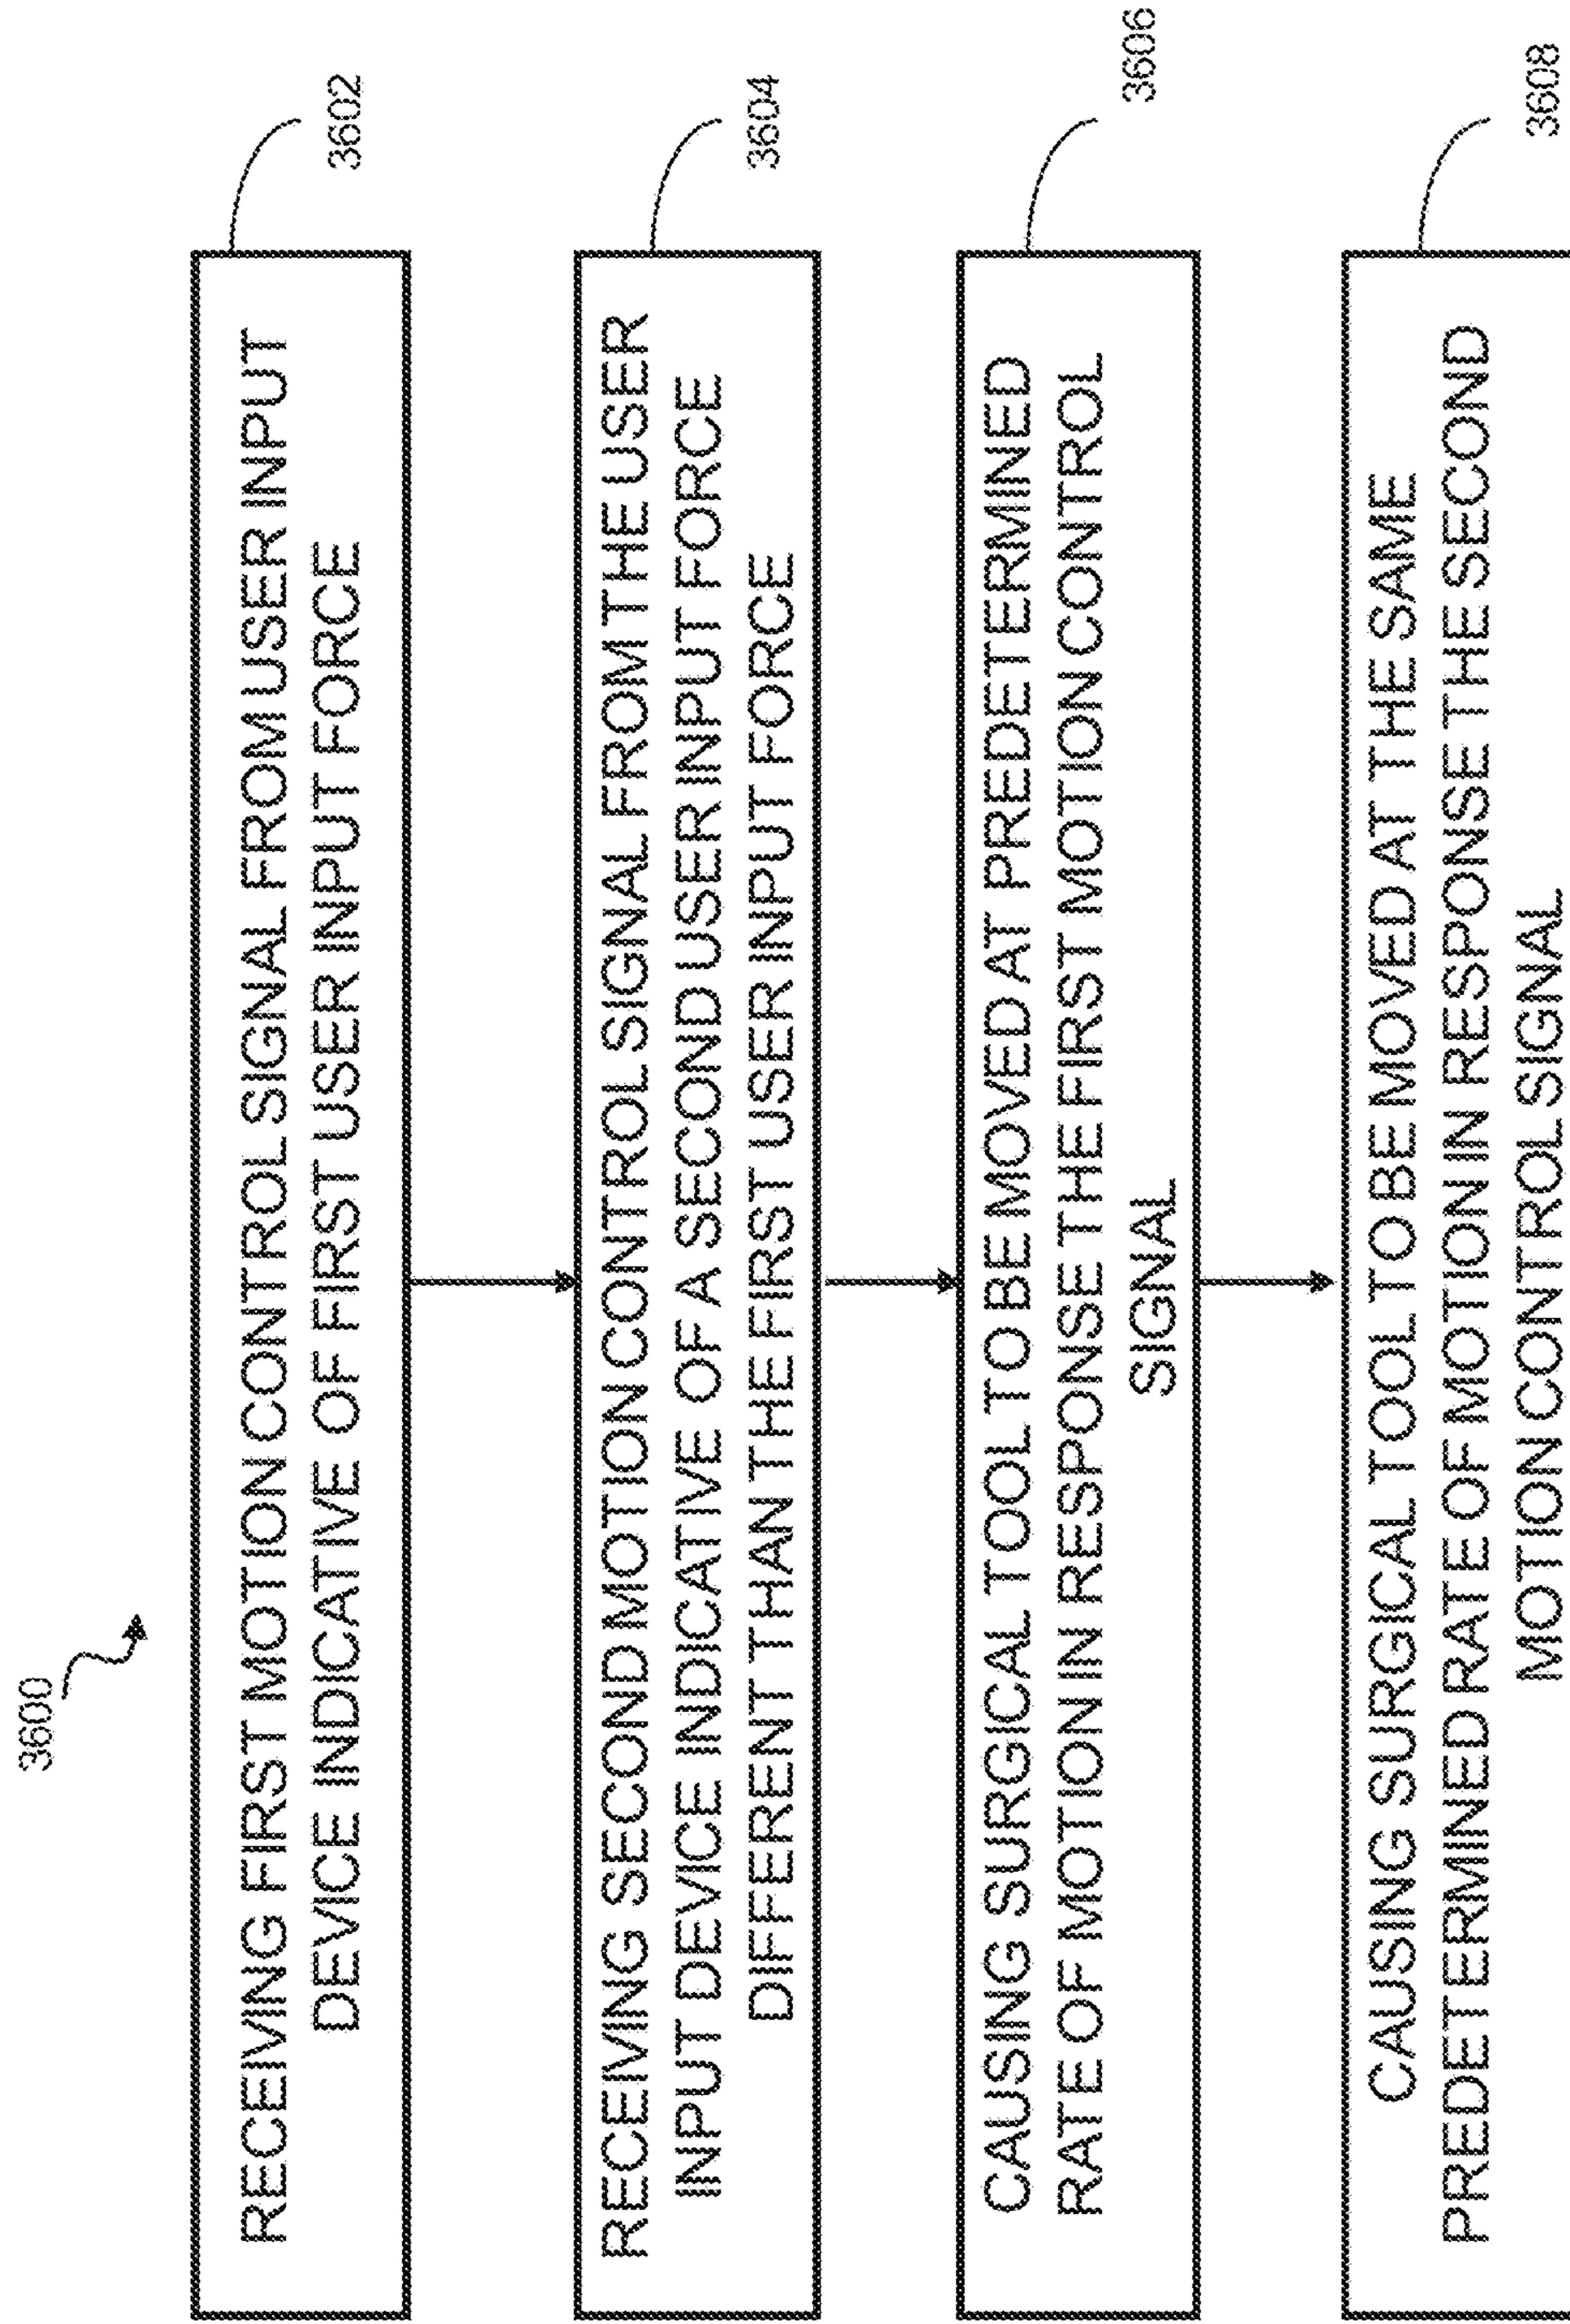 3600
RECEIVING FIRST MOTION CONTROL SIGNAL FROM USER INPUT
DEVICE INDICATIVE OF FIRST USER INPUT FORCE
3602
RECEIVING SECOND MOTION CONTROL SIGNAL FROM THE USER
INPUT DEVICE INDICATIVE OF A SECOND USER INPUT FORCE
DIFFERENT THAN THE FIRST USER INPUT FORCE
3604
CAUSING SURGICAL TOOL TO BE MOVED AT PREDETERMINED
RATE OF MOTION IN RESPONSE THE FIRST MOTION CONTROL
SIGNAL
3606
CAUSING SURGICAL TOOL TO BE MOVED AT THE SAME
PREDETERMINED RATE OF MOTION IN RESPONSE THE SECOND
MOTION CONTROL SIGNAL
3608